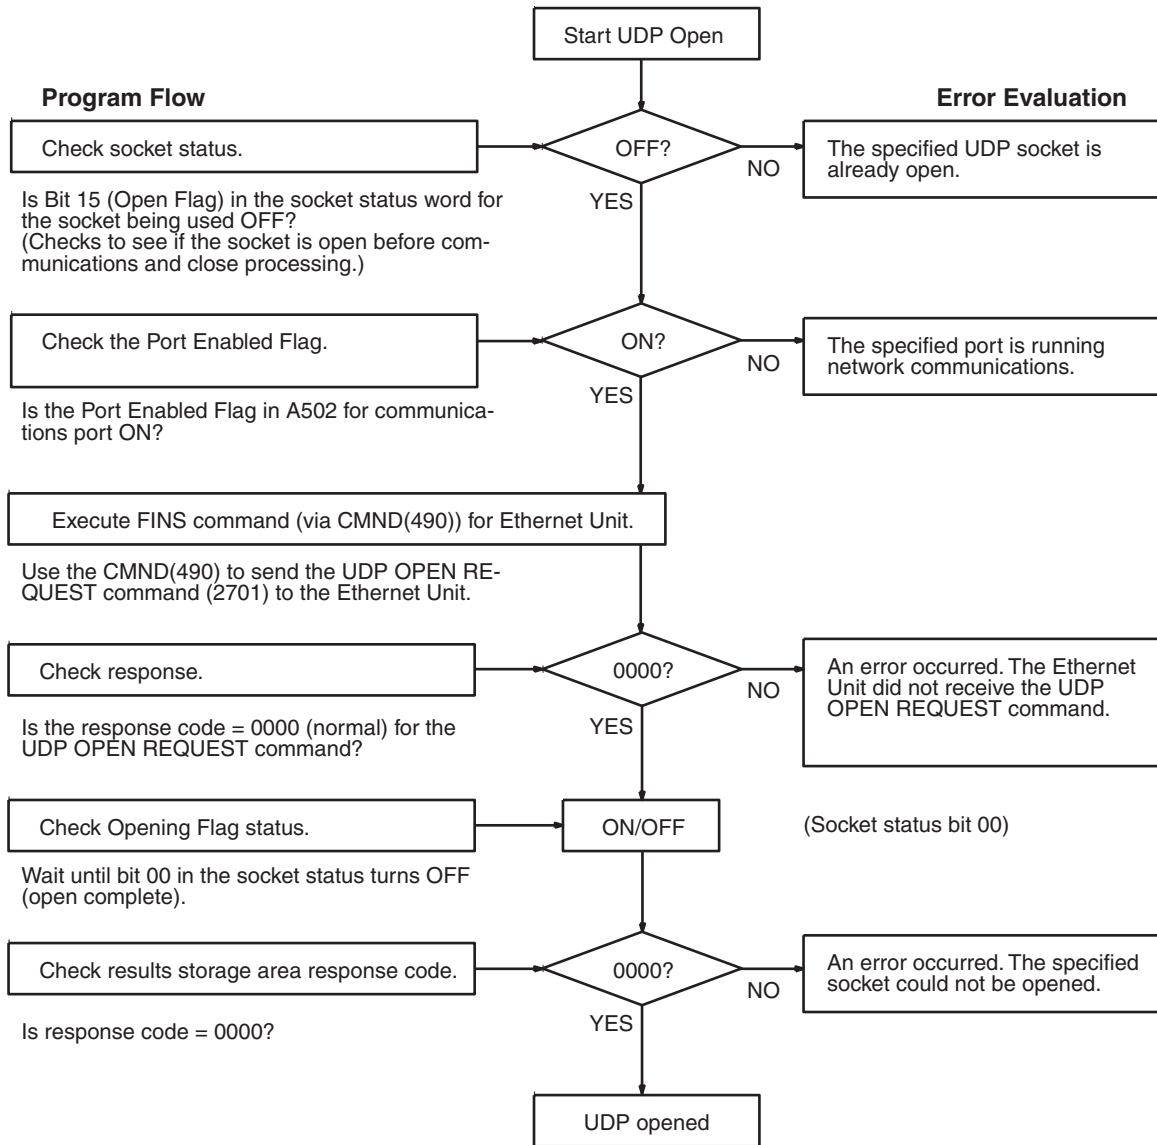 Start UDP Open
Program Flow
Error Evaluation
Check socket status.
OFF?
NO
The specified UDP socket is
already open.
YES
Is Bit 15 (Open Flag) in the socket status word for
the socket being used OFF?
(Checks to see if the socket is open before com-
munications and close processing.)
Check the Port Enabled Flag.
ON?
NO
The specified port is running
network communications.
YES
Is the Port Enabled Flag in A502 for communica-
tions port ON?
Execute FINS command (via CMND(490)) for Ethernet Unit.
Use the CMND(490) to send the UDP OPEN RE-
QUEST command (2701) to the Ethernet Unit.
Check response.
0000?
NO
An error occurred. The Ethernet
Unit did not receive the UDP
OPEN REQUEST command.
YES
Is the response code = 0000 (normal) for the
UDP OPEN REQUEST command?
Check Opening Flag status.
ON/OFF
(Socket status bit 00)
Wait until bit 00 in the socket status turns OFF
(open complete).
Check results storage area response code.
0000?
NO
An error occurred. The specified
socket could not be opened.
YES
Is response code = 0000?
UDP opened